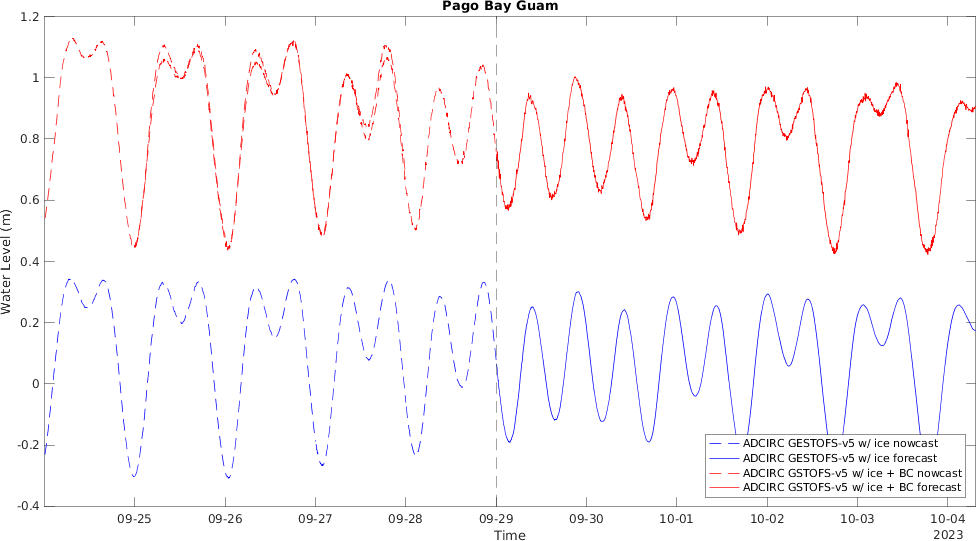 Pago Bay Guam
1.2
1
0.8
0.6
0.4
0.2
0
-0.2
-0.4
Water Level (m)
09-25 09-26 09-27 09-28 09-29 09-30 10-01 10-02 10-03 10-04
2023
Time
ADCIRC GESTOFS-v5 w/ ice nowcast
ADCIRC GESTOFS-v5 w/ ice forecast
ADCIRC GSTOFS-v5 w/ ice + BC nowcast
ADCIRC GSTOFS-v5 w/ ice + BC forecast